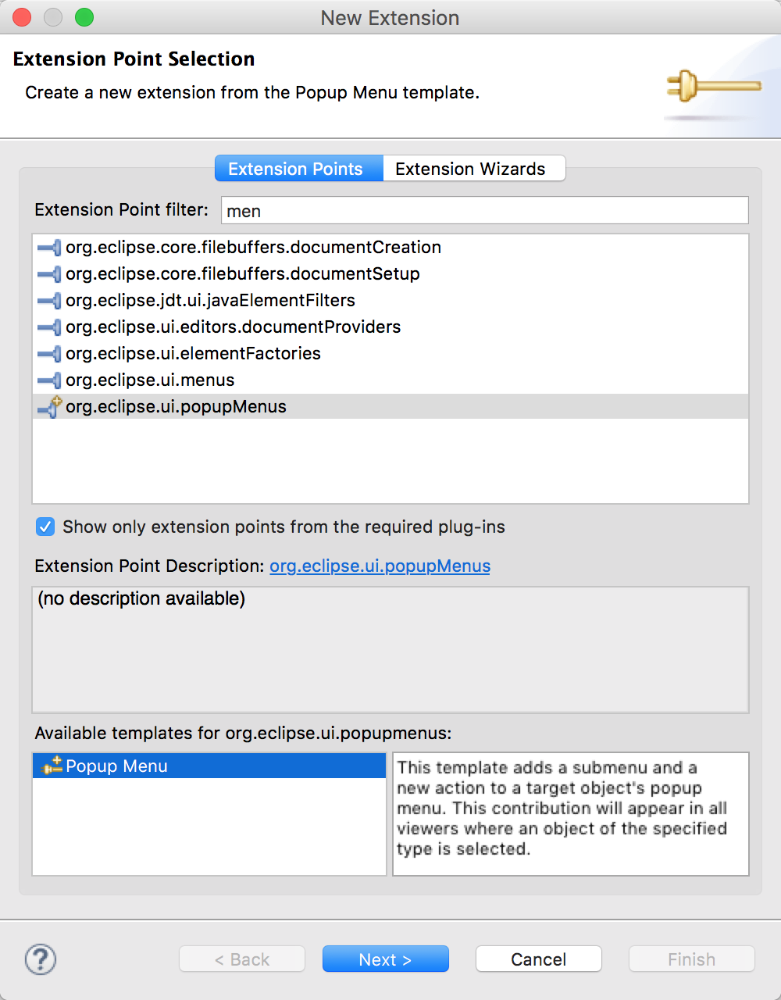 New Extension
Extension Point Selection
Create a new extension from the Popup Menu template.
Extension Points
Extension Wizards
Extension Point filter:
men
org.eclipse.core.filebuffers.documentCreation
org.eclipse.core.filebuffers.documentSetup
org.eclipse.jdt.ui.javaElementFilters
org.eclipse.ui.editors.documentProviders
org.eclipse.ui.elementFactories
org.eclipse.ui.menus
org.eclipse.ui.popupMenus
Show only extension points from the required plug-ins
Extension Point Description: org.eclipse.ui.popupMenus
(no description available)
Available templates for org.eclipse.ui.popupmenus:
Popup Menu
This template adds a submenu and a
new action to a target object's popup
menu. This contribution will appear in all
viewers where an object of the specified
type is selected.
?
< Back
Next >
Cancel
Finish